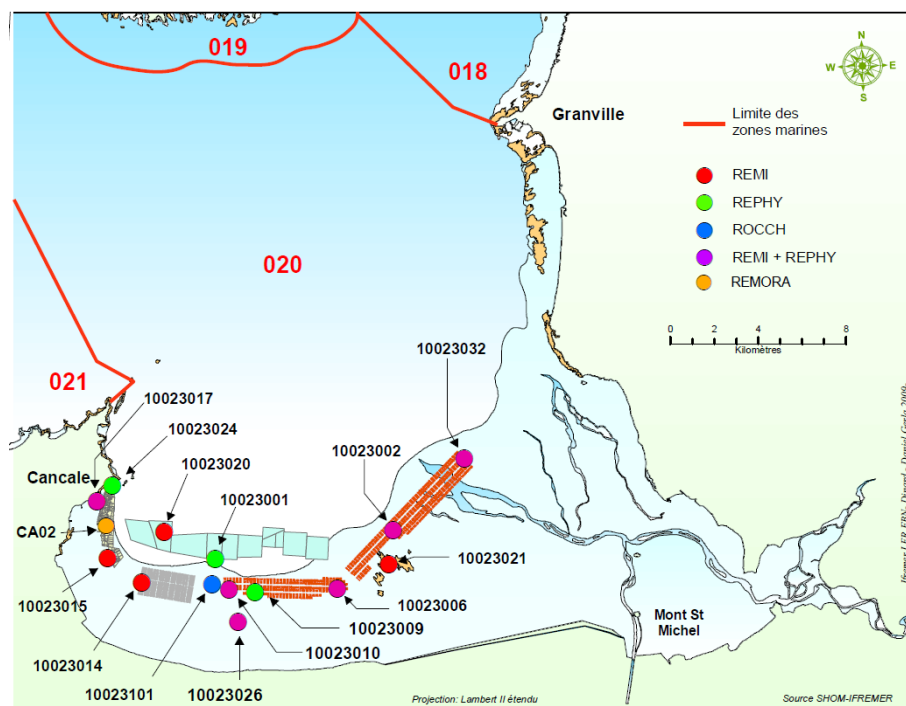 019
018
N
W
E
S
Granville
Limite des
zones marines
REMI
REPHY
ROCCH
REMI + REPHY
REMORA
020
0 2 4 6 8
Kilomètres
021
10023017
10023032
10023024
10023002
Cancale
10023020
10023001
CA02
10023021
10023015
10023006
10023009
Mont St
Michel
10023014
10023010
10023101
10023026
Projection: Lambert II étendu
Source SHOM-IFREMER